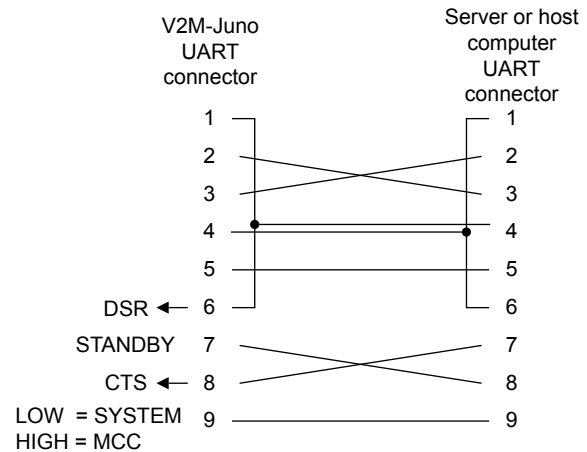 V2M-Juno
UART
connector
Server or host
computer
UART
connector
1 1
2 2
3 3
4 4
5 5
DSR 6 6
STANDBY 7 7
CTS 8 8
LOW = SYSTEM
HIGH = MCC
9 9